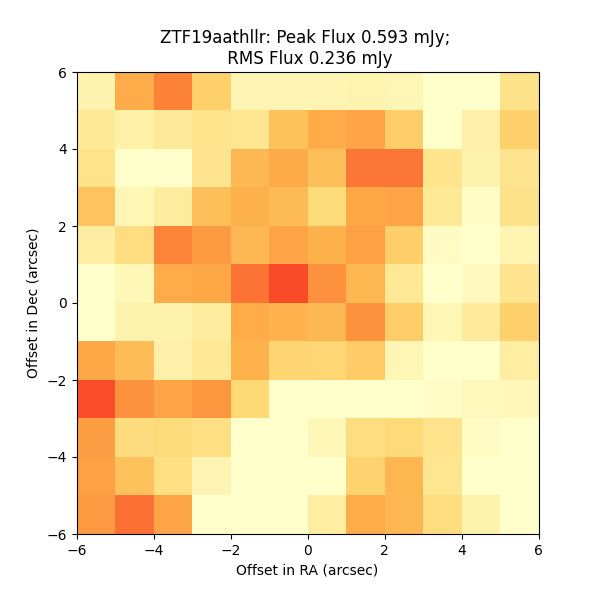 ZTF19aathllr: Peak Flux 0.593 mJy;
RMS Flux 0.236 mJy
6
4
2
0
−2
−4
−6
Offset in Dec (arcsec)
−6 −4 −2 0 2 4 6
Offset in RA (arcsec)